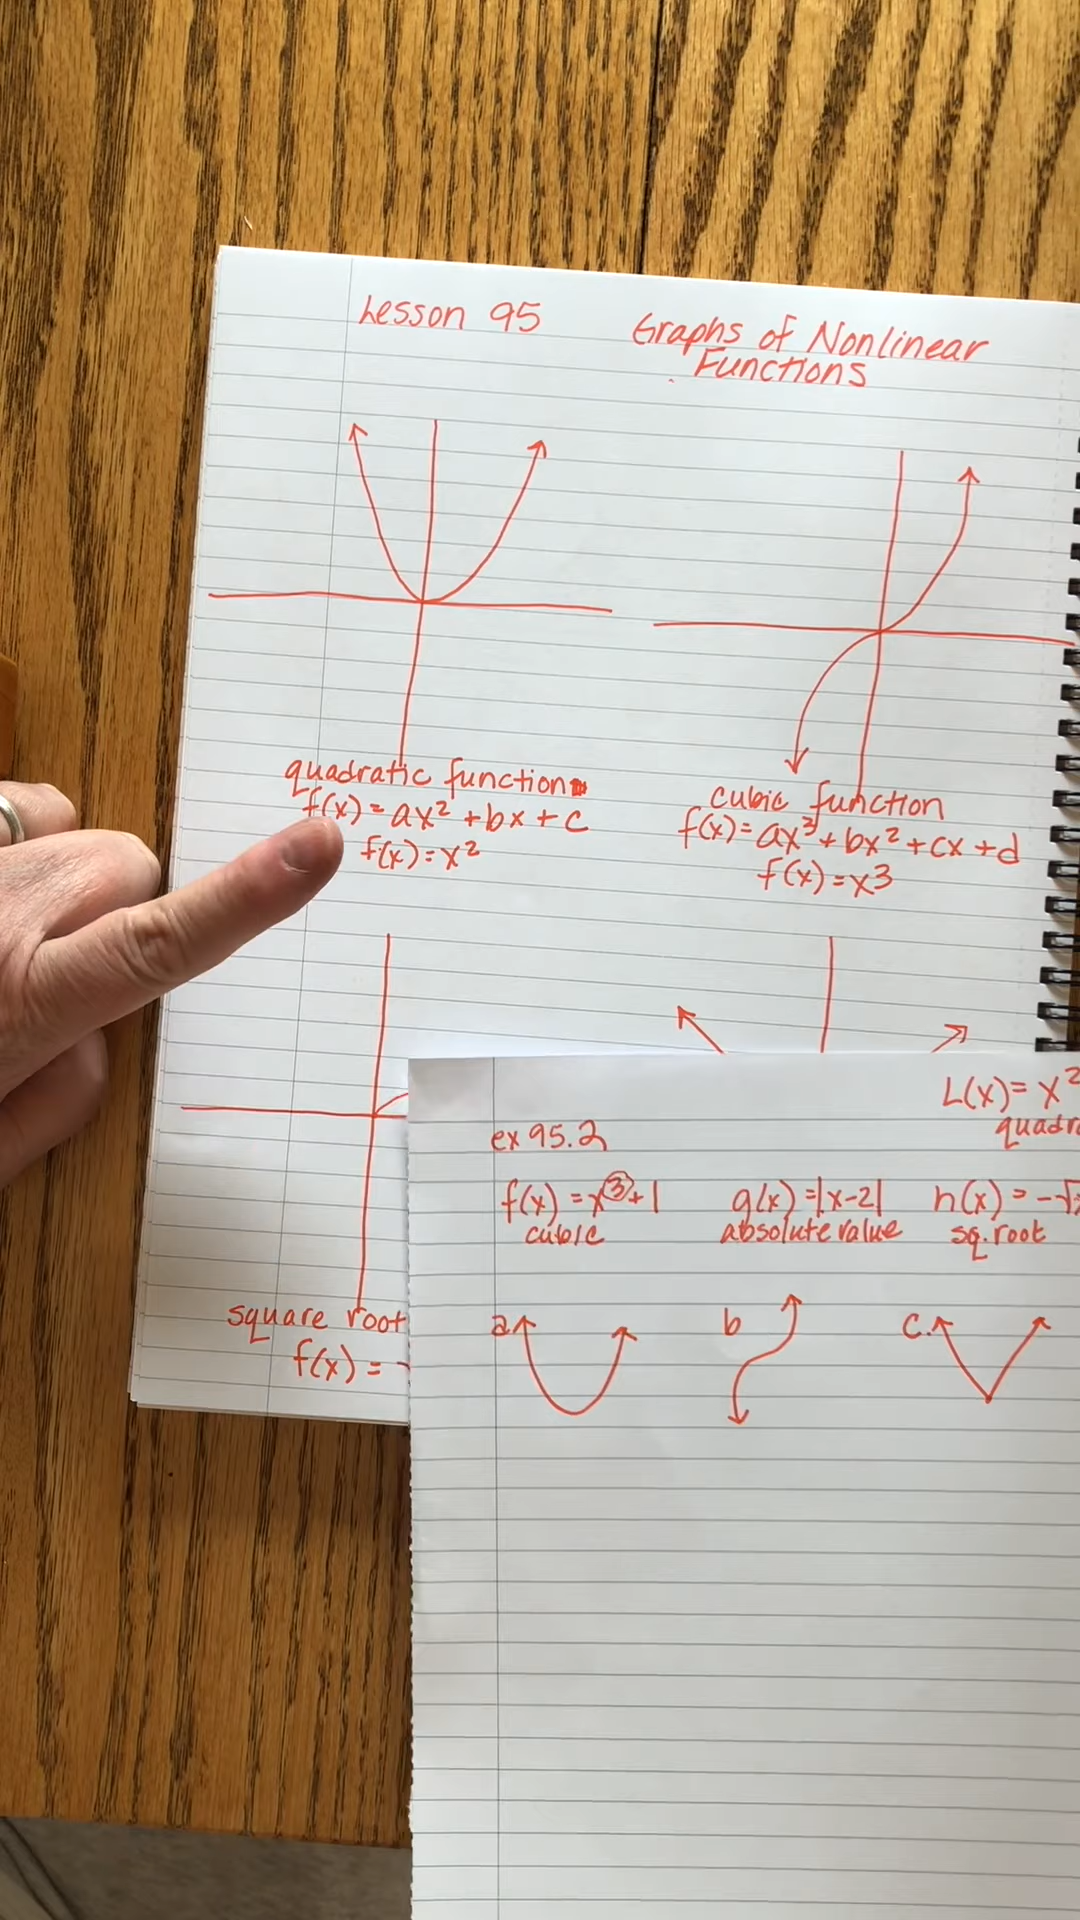 Lesson 95
Graphs of Nonlinear
Functions
quadratic function
f(x) = ax² + bx + c
f(x) = x²
cubic function
f(x) = ax³ + bx² + cx + d
f(x) = x³
square root
f(x) =
L(x) = x²
ex 95.2
f(x) = x³ + 1
cubic
g(x) = |x-2|
absolute value
h(x) = -√
sq. root
a
b
c.